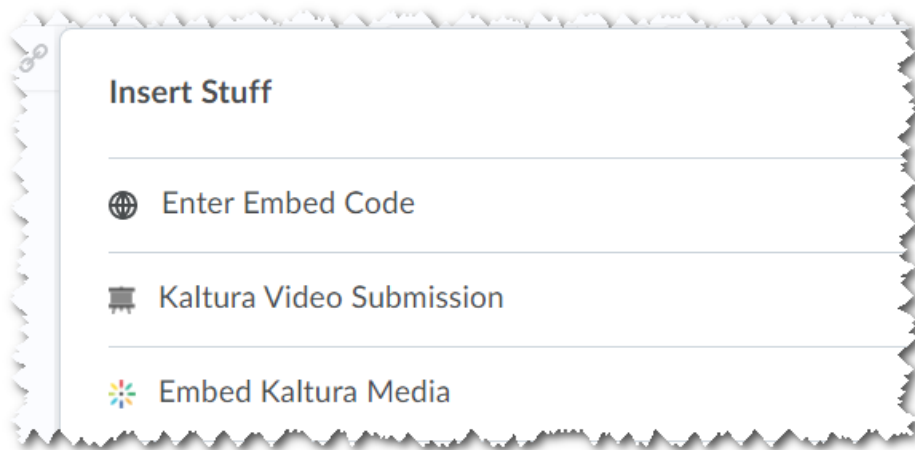 Insert Stuff
Enter Embed Code
Kaltura Video Submission
Embed Kaltura Media